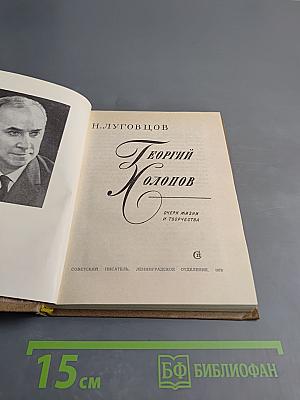 Н. ЛУГОВЦОВ
Георгий
Холопов
ОЧЕРК ЖИЗНИ
И ТВОРЧЕСТВА
СОВЕТСКИЙ ПИСАТЕЛЬ. ЛЕНИНГРАДСКОЕ ОТДЕЛЕНИЕ, 1979
15 см
БФ БИБЛИОФАН